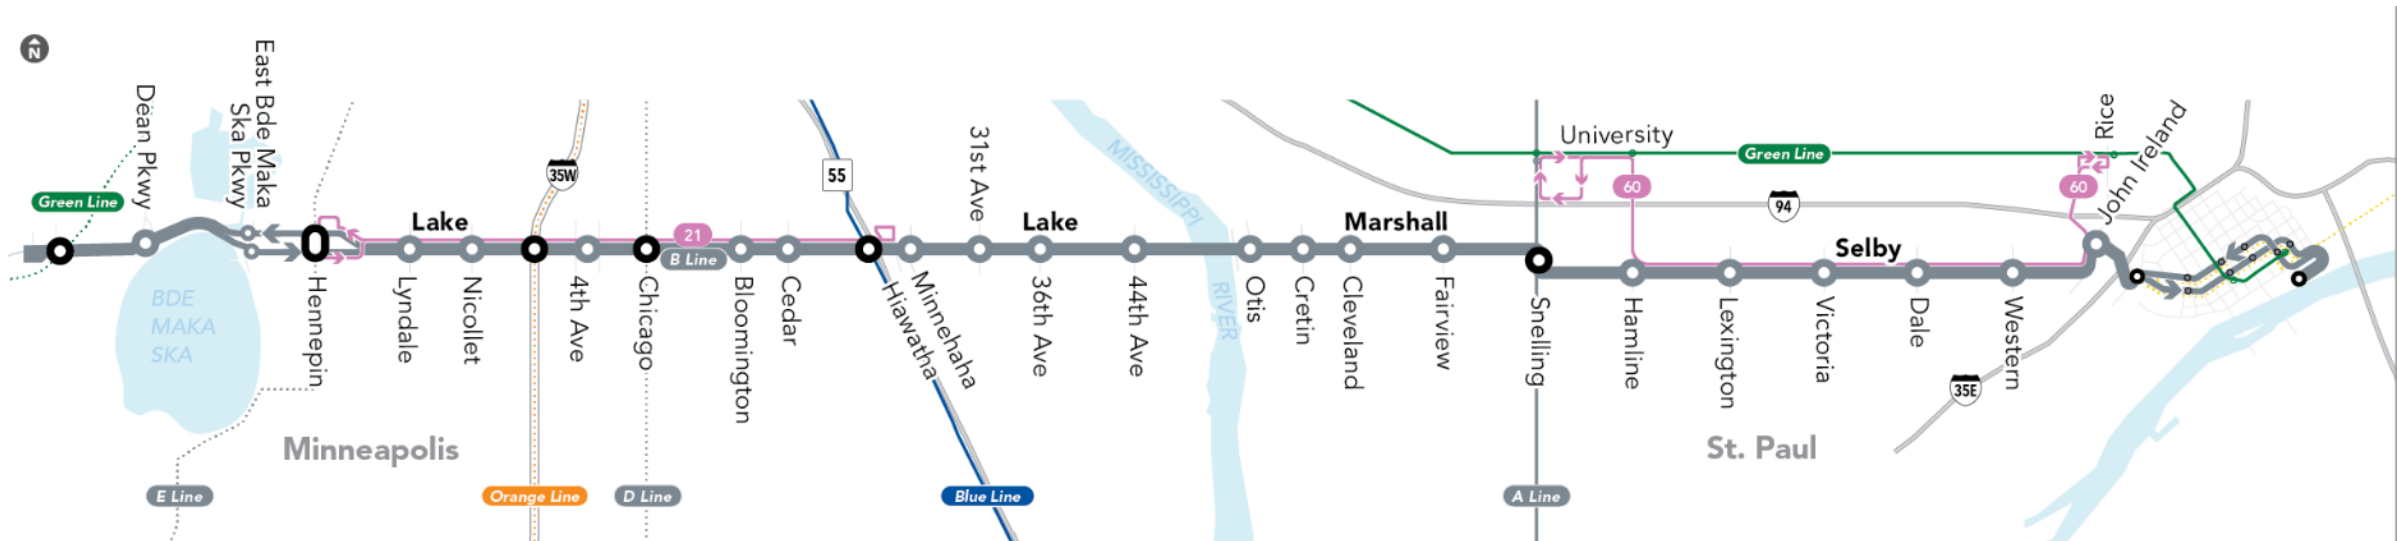 N
Green Line
Dean Pkwy
East Bde Maka
Ska Pkwy
BDE
MAKA
SKA
Hennepin
Lake
Lyndale
Nicollet
35W
4th Ave
Chicago
21
B Line
Bloomington
Cedar
55
Hiawatha
Minnehaha
31st Ave
Lake
36th Ave
44th Ave
MISSISSIPPI
RIVER
Otis
Cretin
Cleveland
Marshall
Fairview
Snelling
University
60
Hamline
Green Line
94
Lexington
Victoria
Selby
Dale
Western
60
Rice
John Ireland
35E
Minneapolis
St. Paul
E Line
Orange Line
D Line
Blue Line
A Line